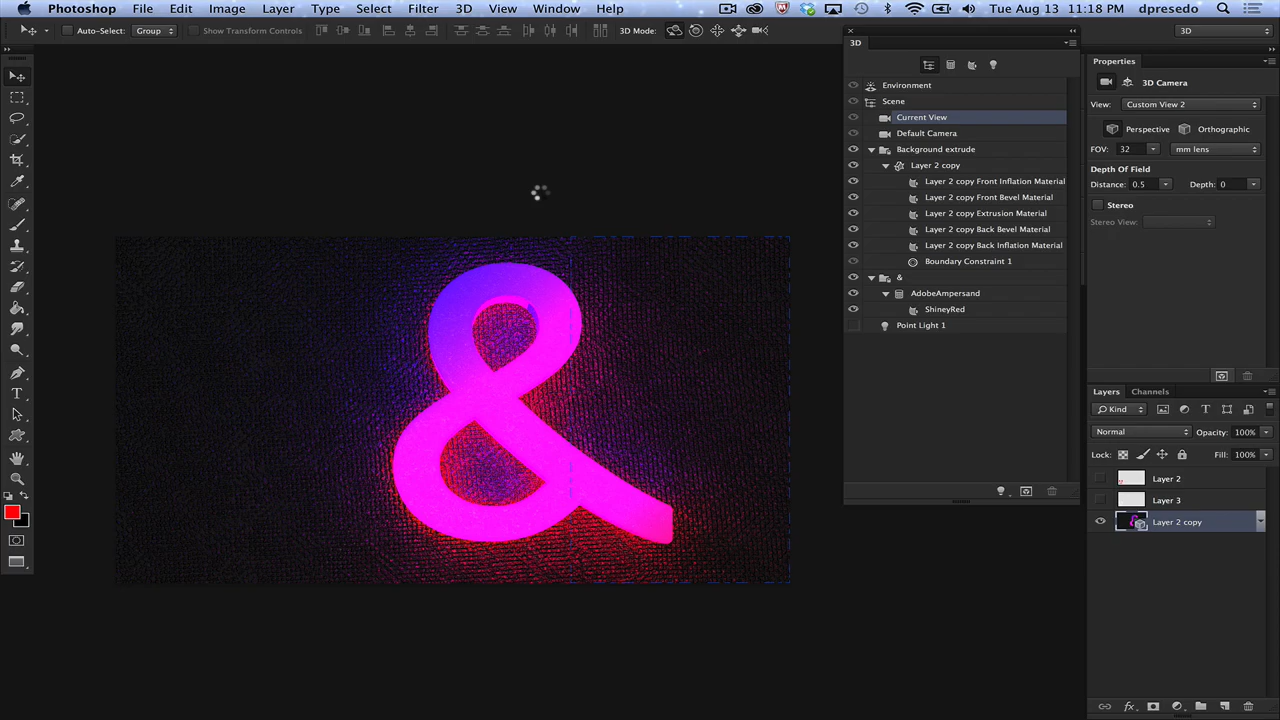 Photoshop File Edit Image Layer Type Select Filter 3D View Window Help Tue Aug 13 11:18 PM dpresedo
Auto-Select: Group Show Transform Controls 3D Mode: 3D
3D
Environment
Scene
Current View
Default Camera
Background extrude
Layer 2 copy
Layer 2 copy Front Inflation Material
Layer 2 copy Front Bevel Material
Layer 2 copy Extrusion Material
Layer 2 copy Back Bevel Material
Layer 2 copy Back Inflation Material
Boundary Constraint 1
&
AdobeAmpersand
ShineyRed
Point Light 1
Properties
3D Camera
View: Custom View 2
Perspective Orthographic
FOV: 32 mm lens
Depth Of Field
Distance: 0.5 Depth: 0
Stereo
Stereo View:
Layers Channels
Kind
Normal Opacity: 100%
Lock: Fill: 100%
Layer 2
Layer 3
Layer 2 copy
&